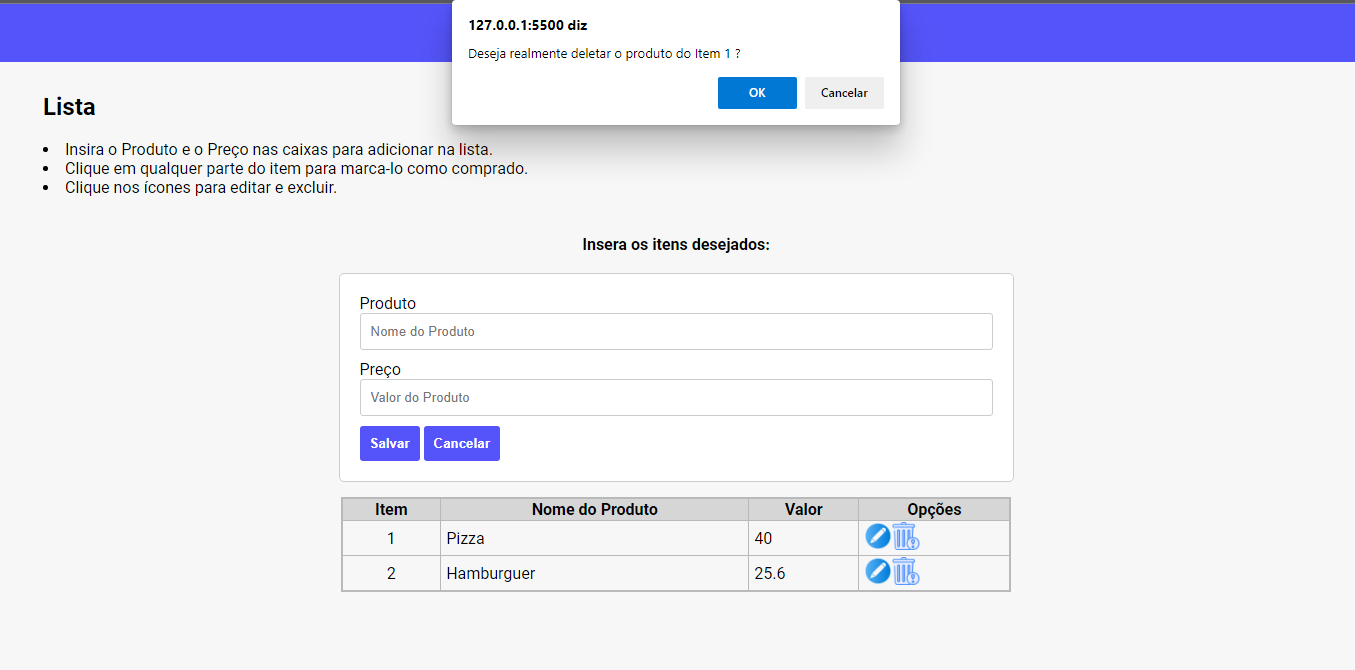 127.0.0.1:5500 diz
Deseja realmente deletar o produto do Item 1 ?
OK Cancelar
Lista
Insira o Produto e o Preço nas caixas para adicionar na lista.
Clique em qualquer parte do item para marca-lo como comprado.
Clique nos ícones para editar e excluir.
Insera os itens desejados:
Produto
Nome do Produto
Preço
Valor do Produto
Salvar Cancelar
Item Nome do Produto Valor Opções
1 Pizza 40
2 Hamburguer 25.6